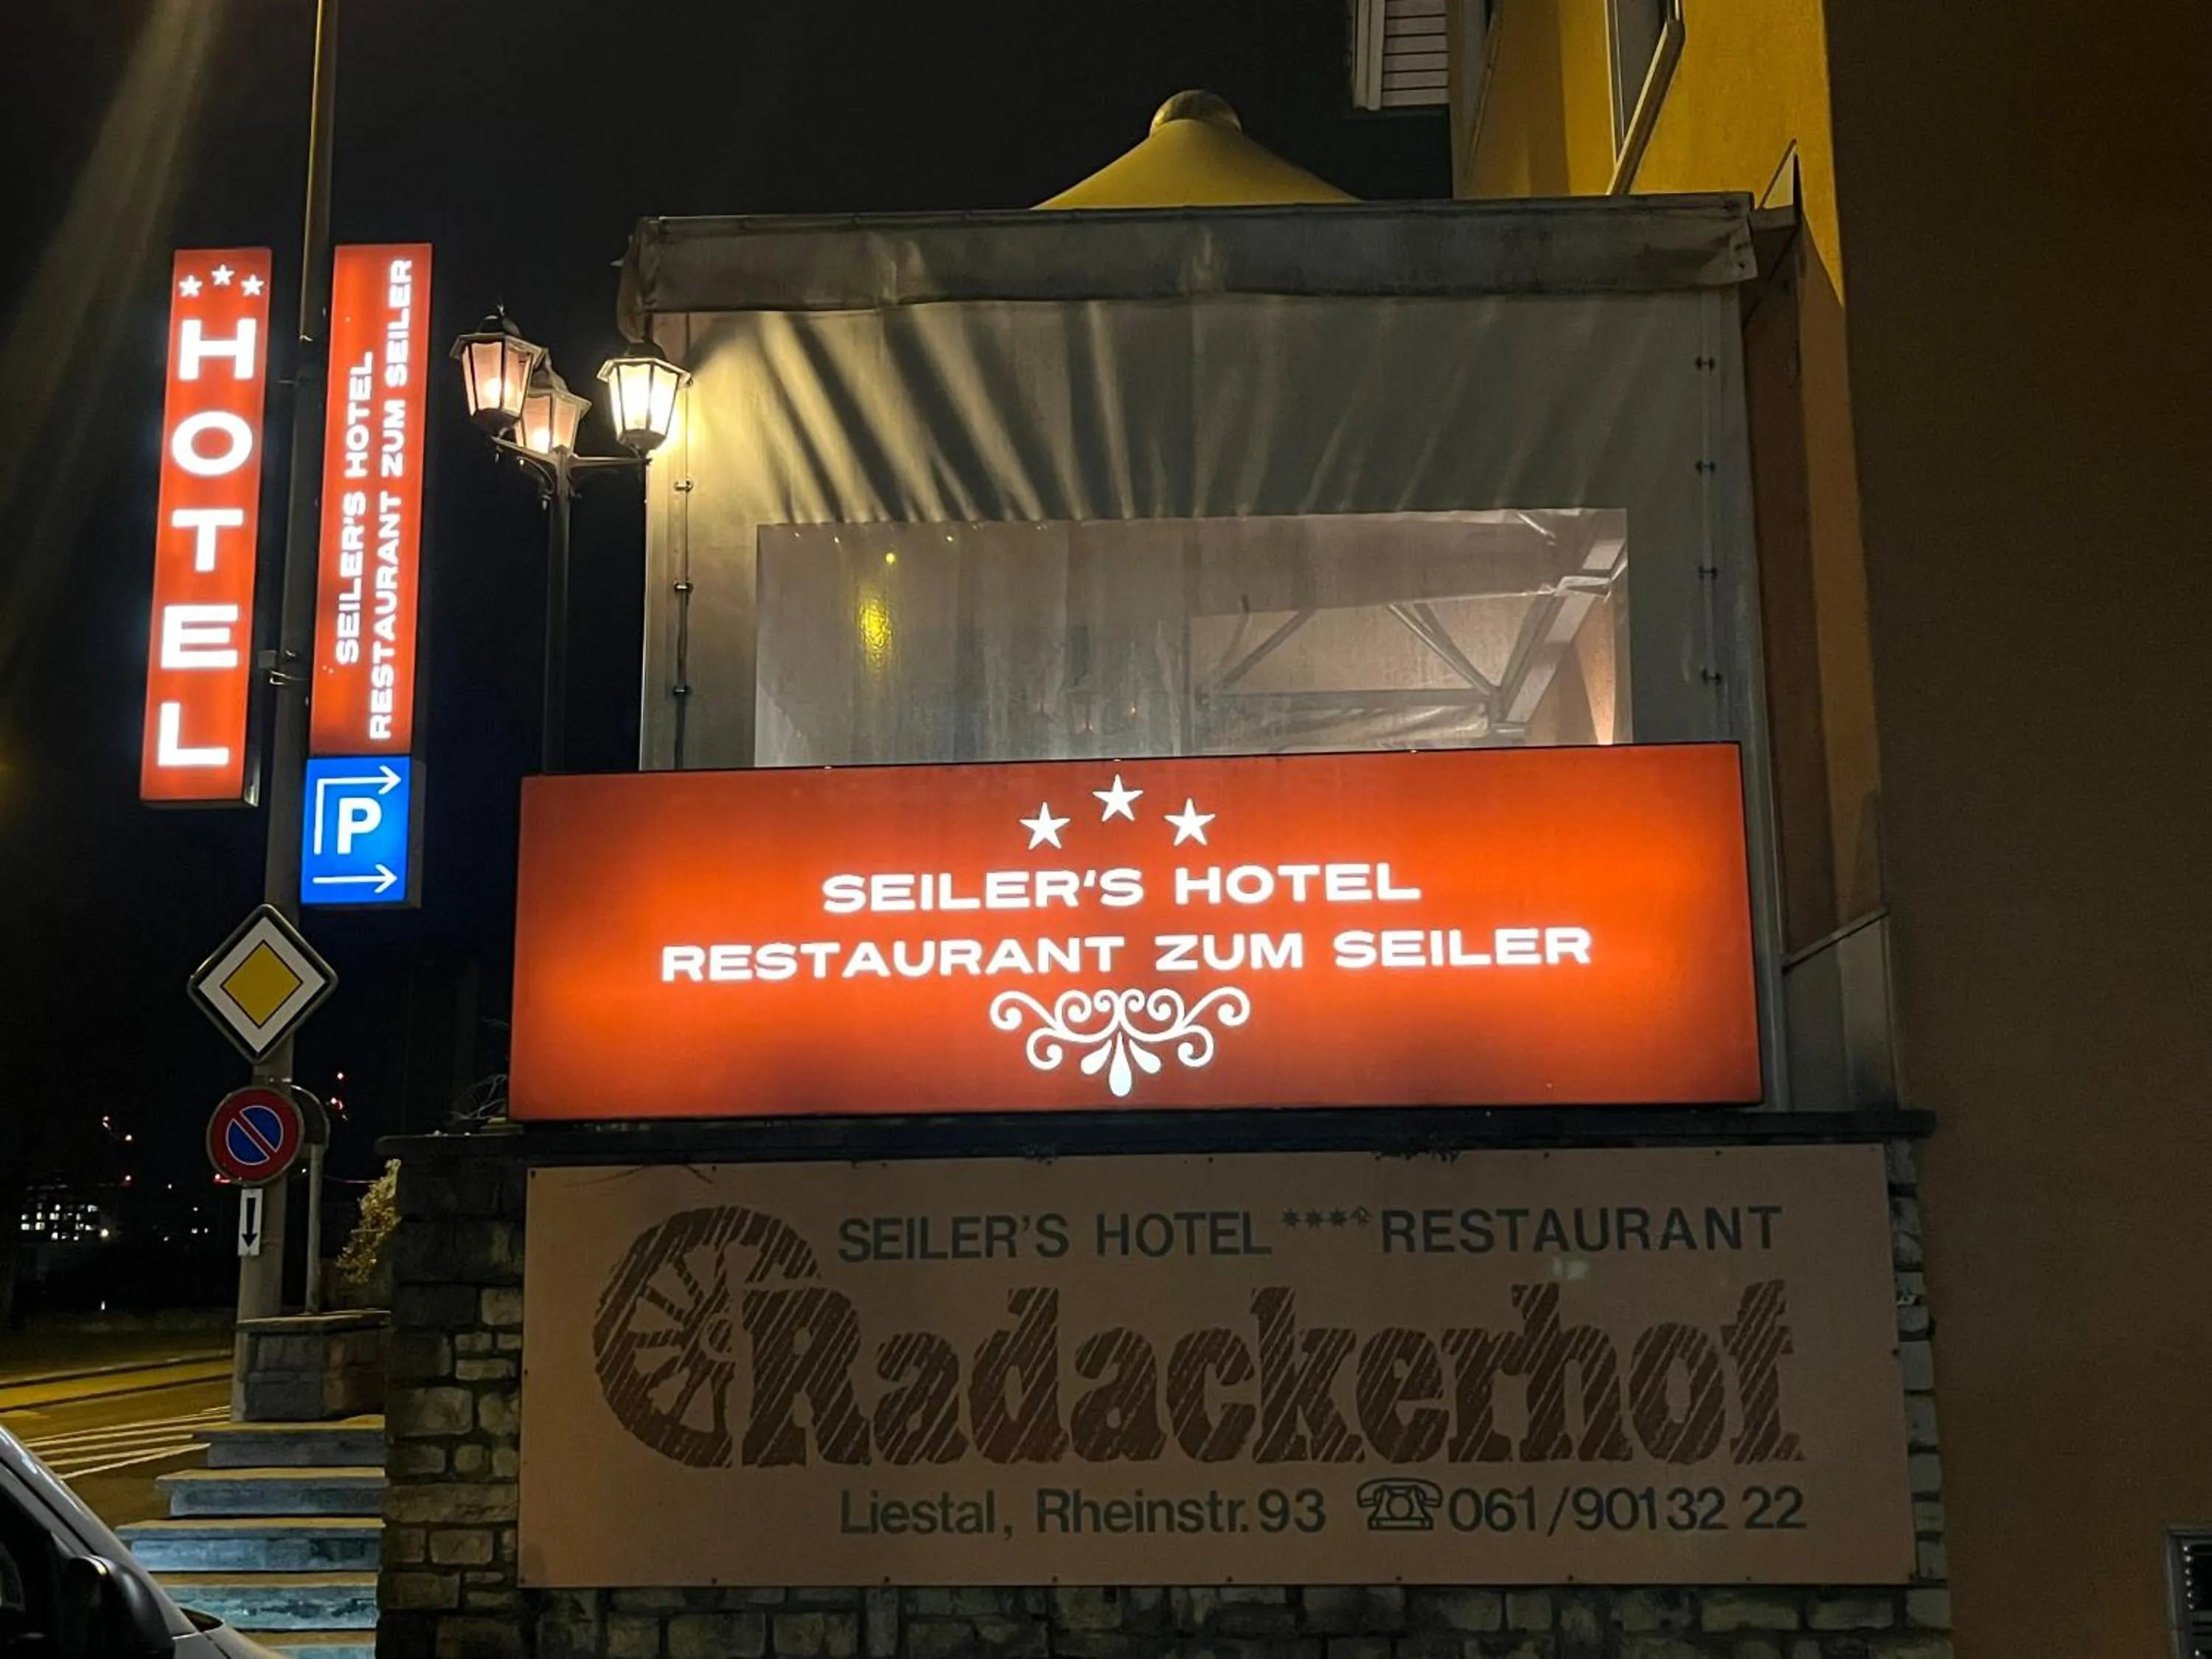 HOTEL
SEILER'S HOTEL
RESTAURANT ZUM SEILER
P
SEILER'S HOTEL
RESTAURANT ZUM SEILER
SEILER'S HOTEL **** RESTAURANT
Radackerhof
Liestal, Rheinstr. 93 ☎ 061/901 32 22